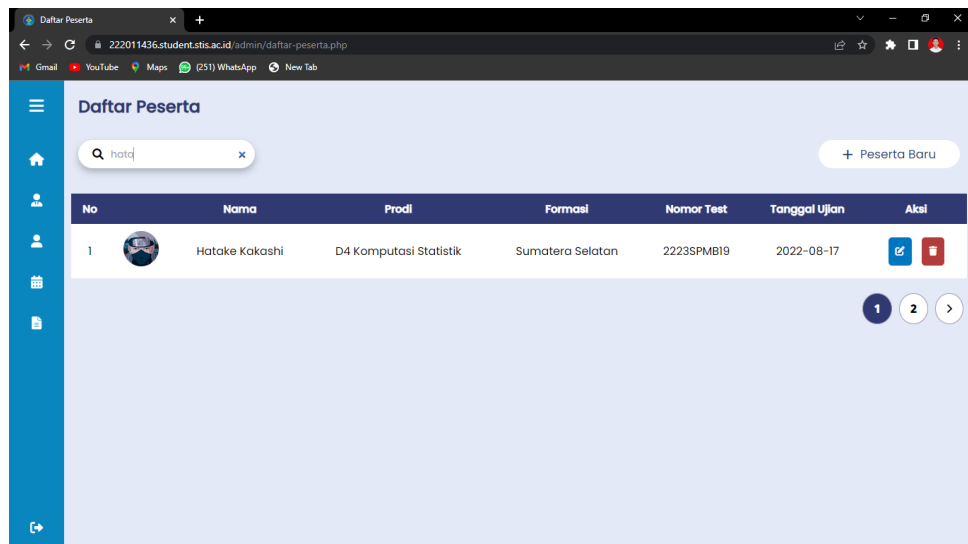 Daftar Peserta
222011436.student.stis.ac.id/admin/daftar-peserta.php
Gmail YouTube Maps (251) WhatsApp New Tab
Daftar Peserta
hata
+ Peserta Baru
No Nama Prodi Formasi Nomor Test Tanggal Ujian Aksi
1 Hatake Kakashi D4 Komputasi Statistik Sumatera Selatan 2223SPMB19 2022-08-17
1 2 >